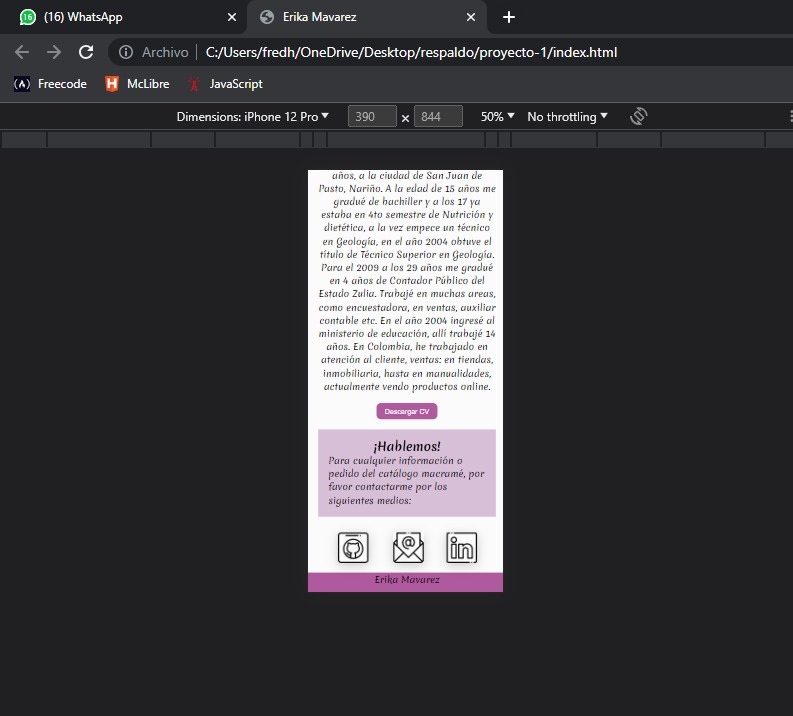 (16) WhatsApp
Erika Mavarez
Archivo
C:/Users/fredh/OneDrive/Desktop/respaldo/proyecto-1/index.html
Freecode
McLibre
JavaScript
Dimensions: iPhone 12 Pro
390 × 844
50%
No throttling
años, a la ciudad de San Juan de
Pasto, Nariño. A la edad de 15 años me
gradué de bachiller y a los 17 ya
estaba en 4to semestre de Nutrición y
dietética, a la vez empece un técnico
en Geología, en el año 2004 obtuve el
título de Técnico Superior en Geología.
Para el 2009 a los 29 años me gradué
en 4 años de Contador Público del
Estado Zulia. Trabajé en muchas areas,
como encuestadora, en ventas, auxiliar
contable etc. En el año 2004 ingresé al
ministerio de educación, allí trabajé 14
años. En Colombia, he trabajado en
atención al cliente, ventas: en tiendas,
inmobiliaria, hasta en manualidades,
actualmente vendo productos online.
Descargar CV
¡Hablemos!
Para cualquier información o
pedido del catálogo macramé, por
favor contactarme por los
siguientes medios:
@
in
Erika Mavarez